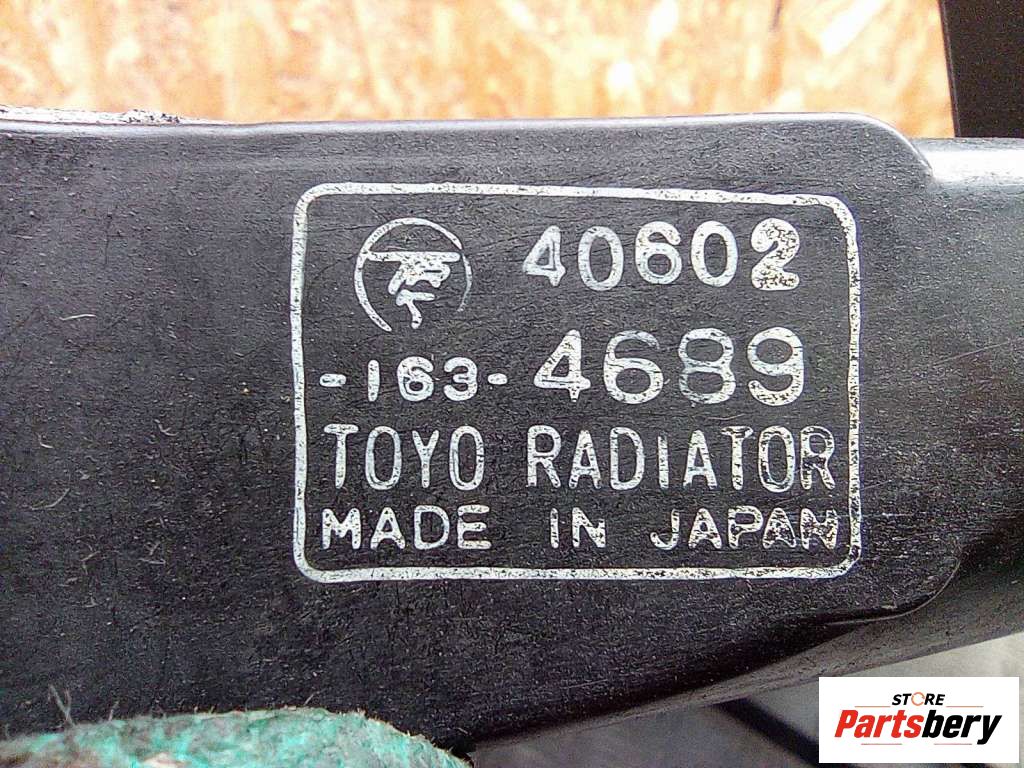 40602
-163-4689
TOYO RADIATOR
MADE IN JAPAN
STORE
Partsbery